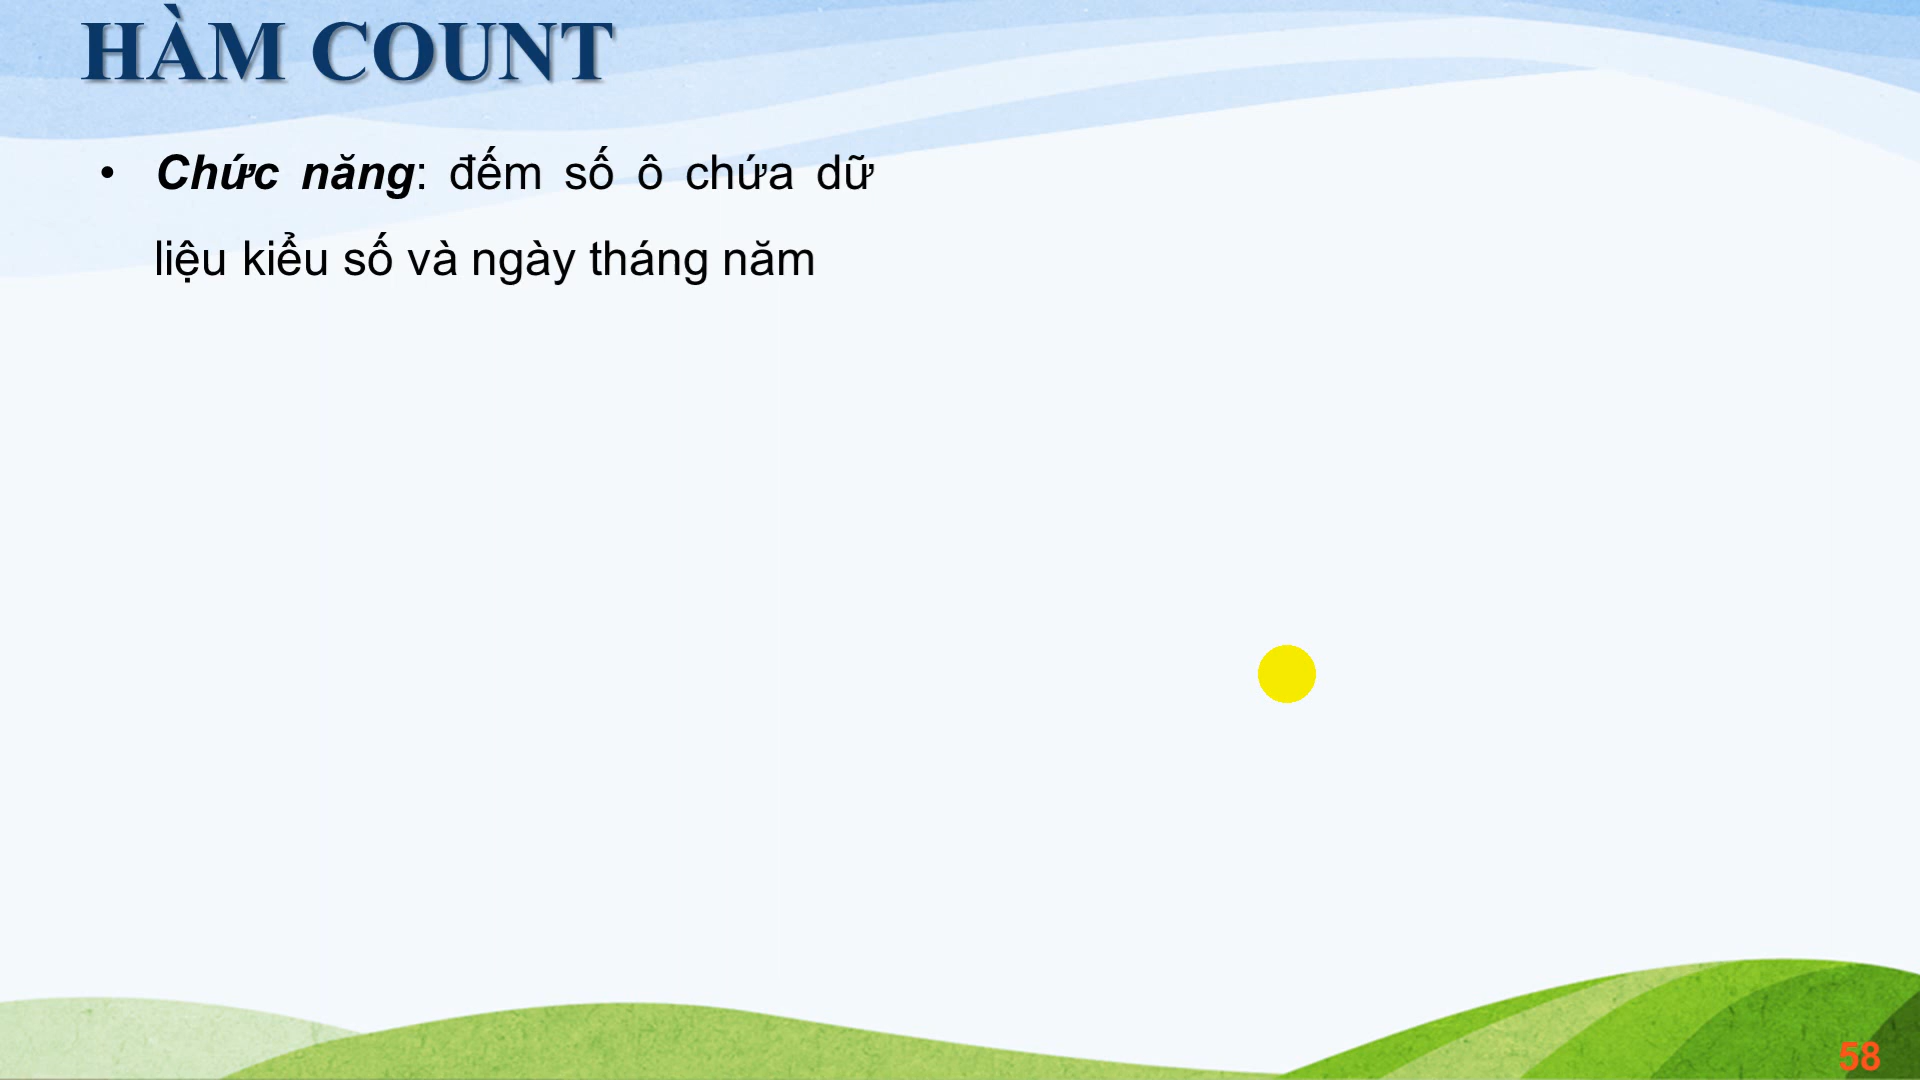 HÀM COUNT
• Chức năng: đếm số ô chứa dữ
liệu kiểu số và ngày tháng năm
58